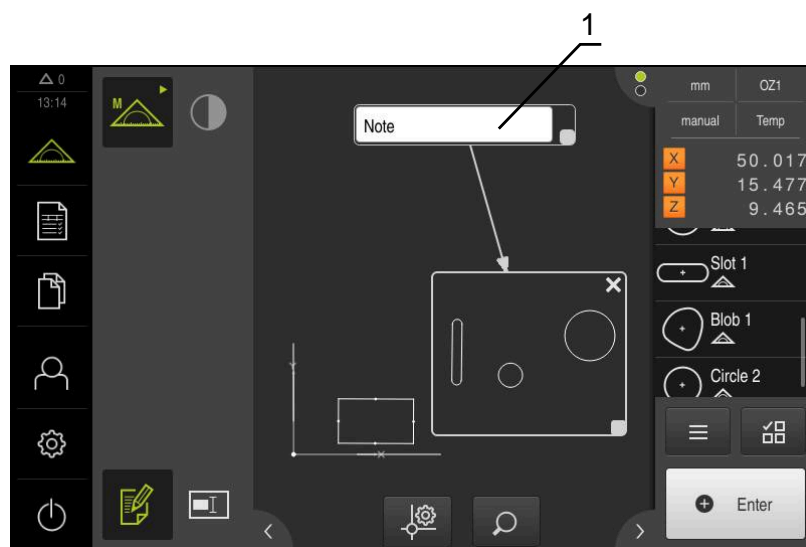 1
0
13:14
M
Note
Y
X
mm
OZ1
manual
Temp
X 50.017
Y 15.477
Z 9.465
Slot 1
Blob 1
Circle 2
Enter